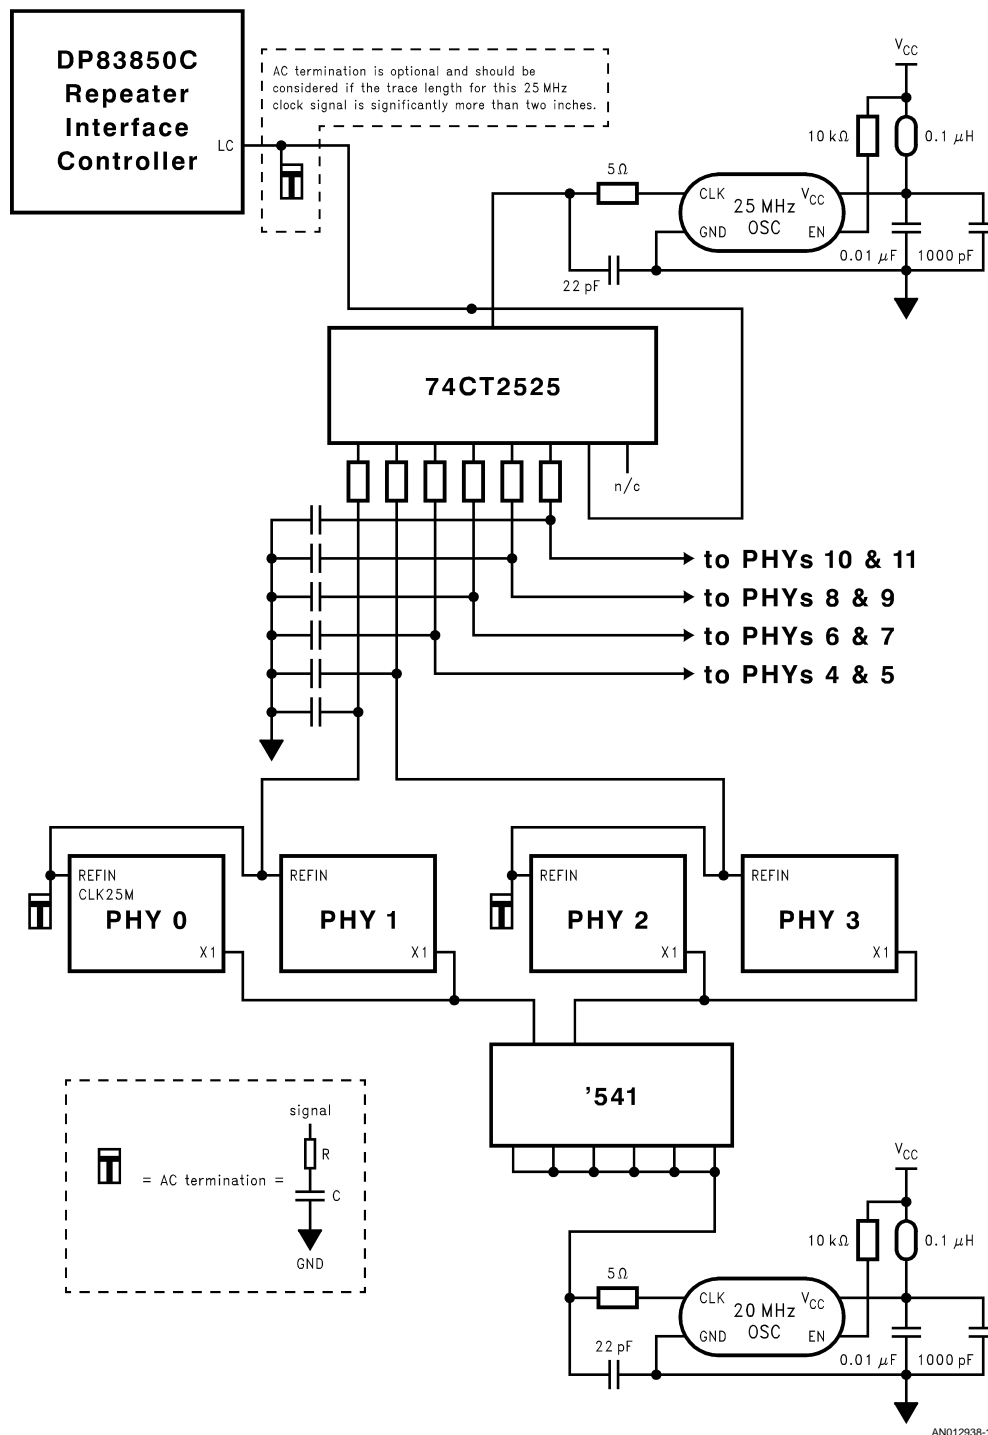 DP83850C
Repeater
Interface
Controller
LC
AC termination is optional and should be
considered if the trace length for this 25 MHz
clock signal is significantly more than two inches.
VCC
10 kΩ
0.1 μH
5Ω
CLK
VCC
25 MHz
OSC
GND
EN
0.01 μF
1000 pF
22 pF
74CT2525
n/c
to PHYs 10 & 11
to PHYs 8 & 9
to PHYs 6 & 7
to PHYs 4 & 5
REFIN
CLK25M
PHY 0
X1
REFIN
PHY 1
X1
REFIN
PHY 2
X1
REFIN
PHY 3
X1
'541
signal
R
= AC termination =
C
GND
VCC
10 kΩ
0.1 μH
5Ω
CLK
VCC
20 MHz
OSC
GND
EN
22 pF
0.01 μF
1000 pF